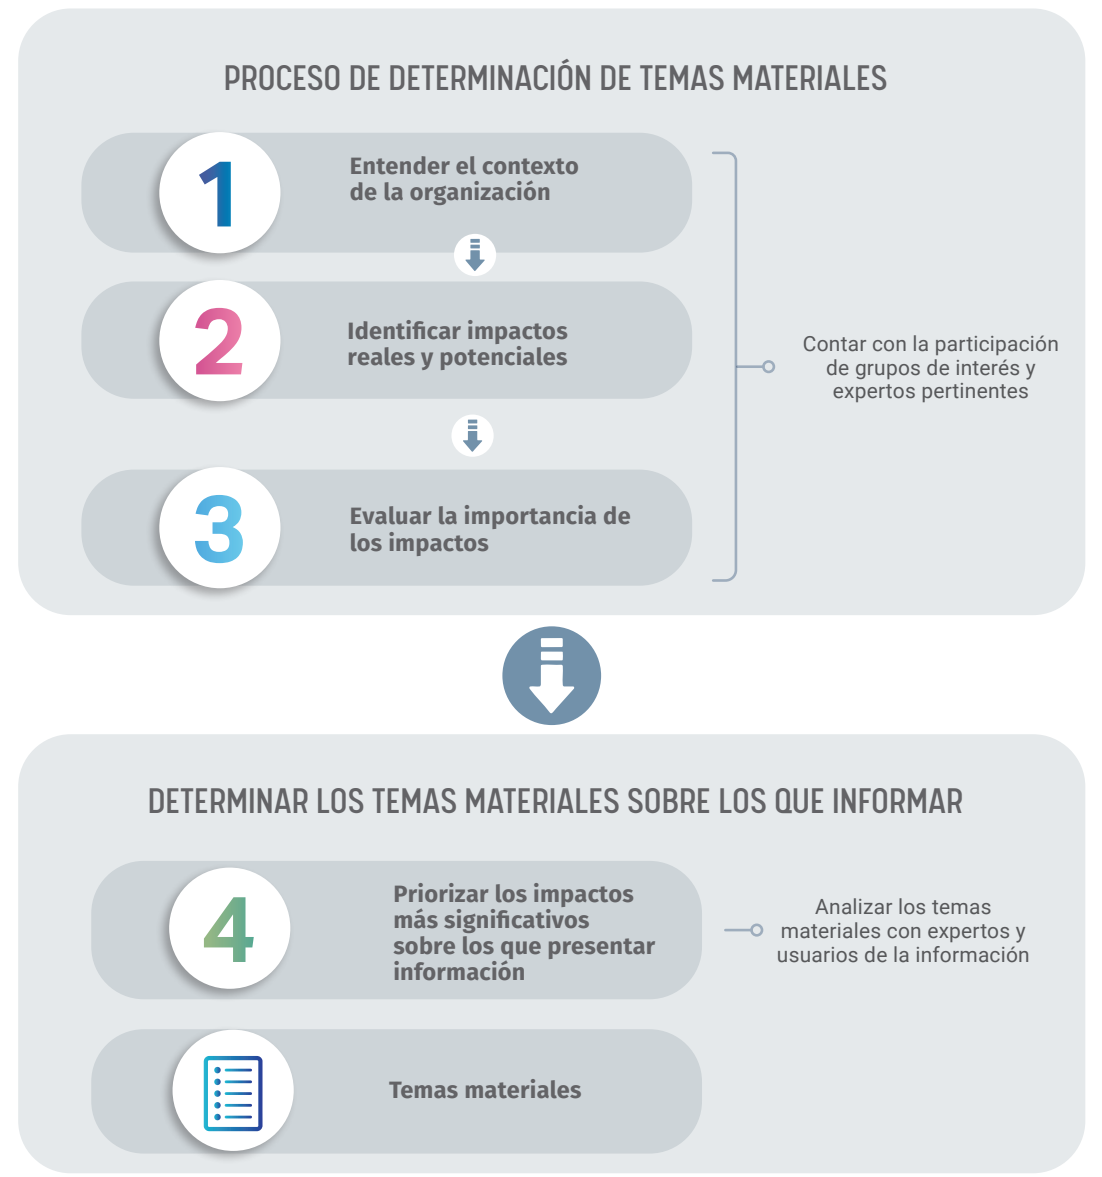 PROCESO DE DETERMINACIÓN DE TEMAS MATERIALES
1
Entender el contexto
de la organización
2
Identificar impactos
reales y potenciales
3
Evaluar la importancia de
los impactos
Contar con la participación
de grupos de interés y
expertos pertinentes
DETERMINAR LOS TEMAS MATERIALES SOBRE LOS QUE INFORMAR
4
Priorizar los impactos
más significativos
sobre los que presentar
información
Analizar los temas
materiales con expertos y
usuarios de la información
Temas materiales